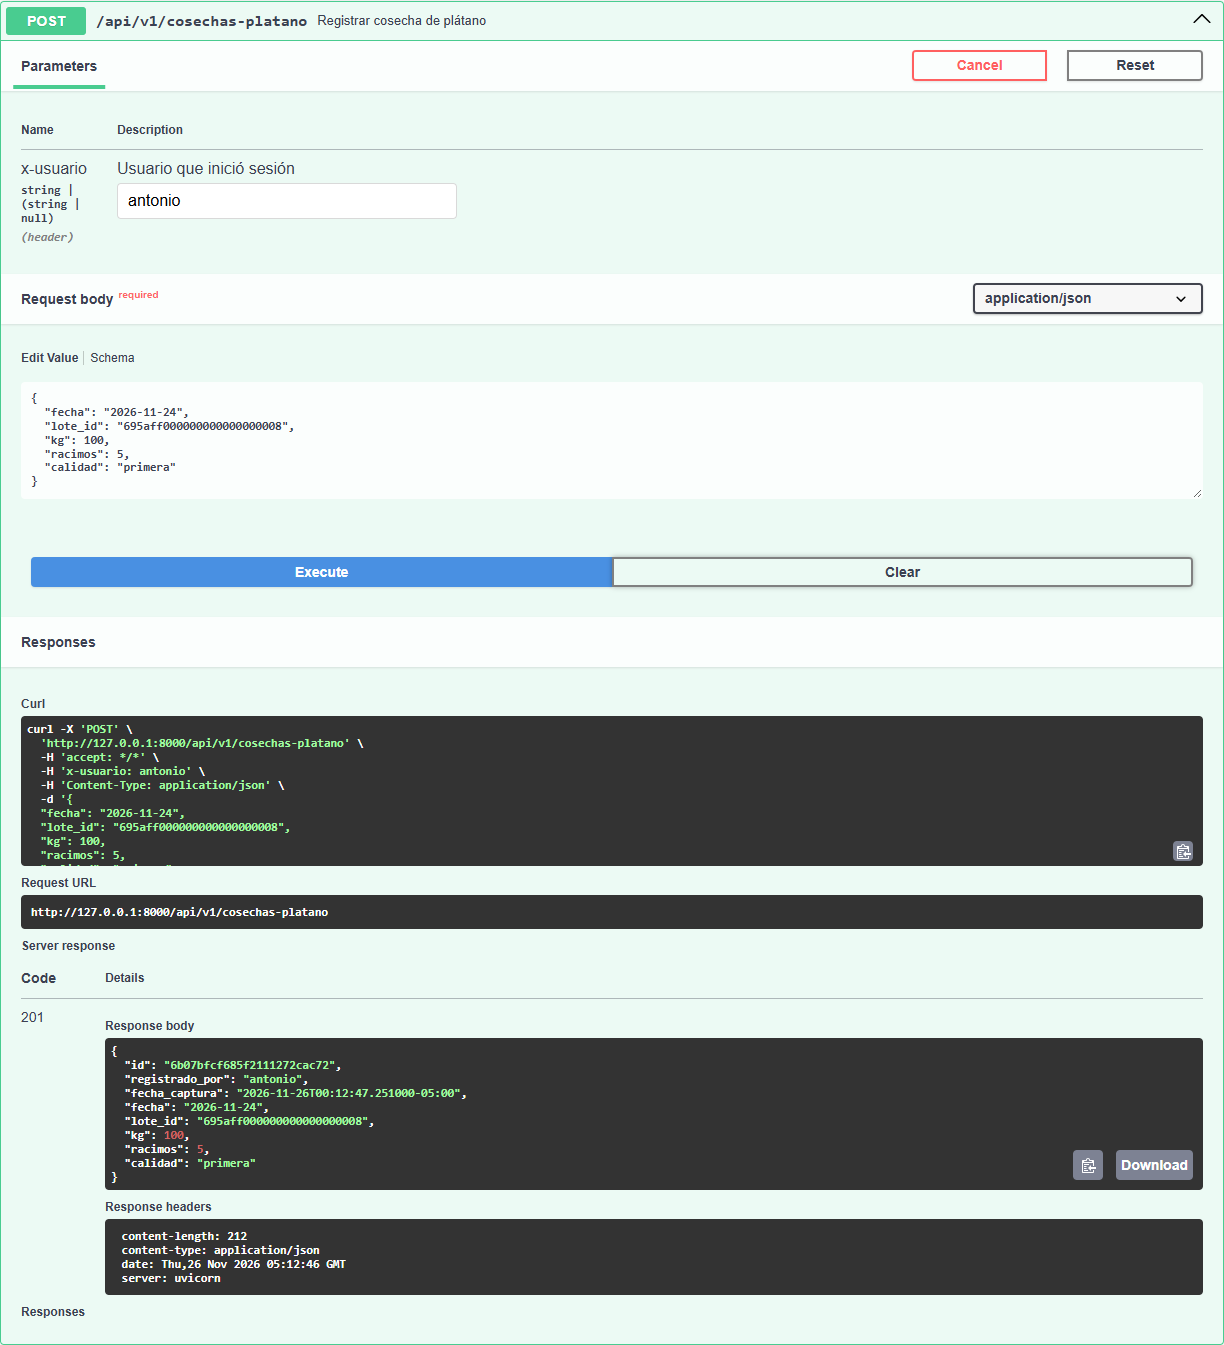 POST /api/v1/cosechas-platano Registrar cosecha de plátano
Parameters
Cancel
Reset
Name Description
x-usuario
string |
(string |
null)
(header)
Usuario que inició sesión
antonio
Request body required
application/json
Edit Value Schema
{
"fecha": "2026-11-24",
"lote_id": "695aff000000000000000008",
"kg": 100,
"racimos": 5,
"calidad": "primera"
}
Execute
Clear
Responses
Curl
curl -X 'POST' \
'http://127.0.0.1:8000/api/v1/cosechas-platano' \
-H 'accept: */*' \
-H 'x-usuario: antonio' \
-H 'Content-Type: application/json' \
-d '{
"fecha": "2026-11-24",
"lote_id": "695aff000000000000000008",
"kg": 100,
"racimos": 5,
Request URL
http://127.0.0.1:8000/api/v1/cosechas-platano
Server response
Code Details
201
Response body
{
"id": "6b07bfcf685f2111272cac72",
"registrado_por": "antonio",
"fecha_captura": "2026-11-26T00:12:47.251000-05:00",
"fecha": "2026-11-24",
"lote_id": "695aff000000000000000008",
"kg": 100,
"racimos": 5,
"calidad": "primera"
}
Download
Response headers
content-length: 212
content-type: application/json
date: Thu,26 Nov 2026 05:12:46 GMT
server: uvicorn
Responses